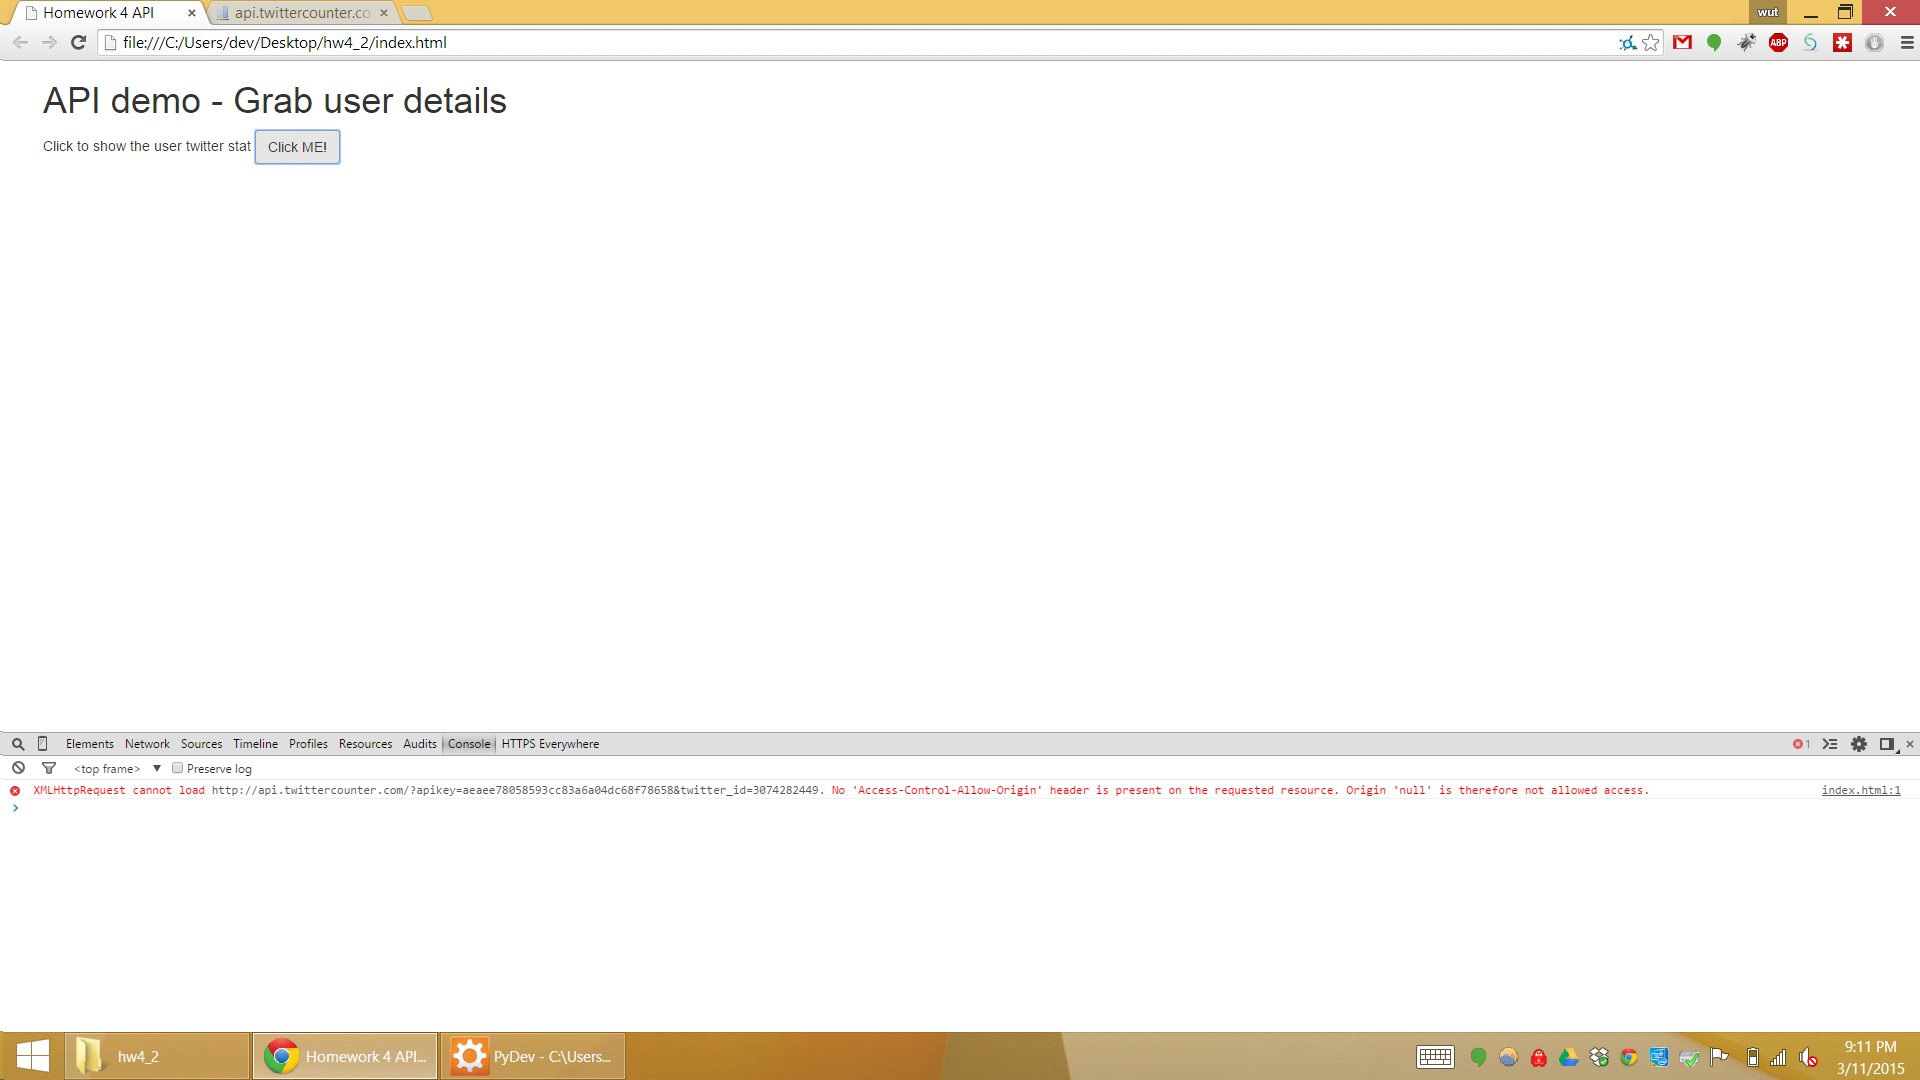 Homework 4 API
api.twittercounter.co
wut
file:///C:/Users/dev/Desktop/hw4_2/index.html
ABP
API demo - Grab user details
Click to show the user twitter stat Click ME!
Elements Network Sources Timeline Profiles Resources Audits Console HTTPS Everywhere
1
<top frame> Preserve log
XMLHttpRequest cannot load http://api.twittercounter.com/?apikey=aeaee78058593cc83a6a04dc68f78658&twitter_id=3074282449. No 'Access-Control-Allow-Origin' header is present on the requested resource. Origin 'null' is therefore not allowed access. index.html:1
hw4_2
Homework 4 API...
PyDev - C:\Users...
9:11 PM
3/11/2015